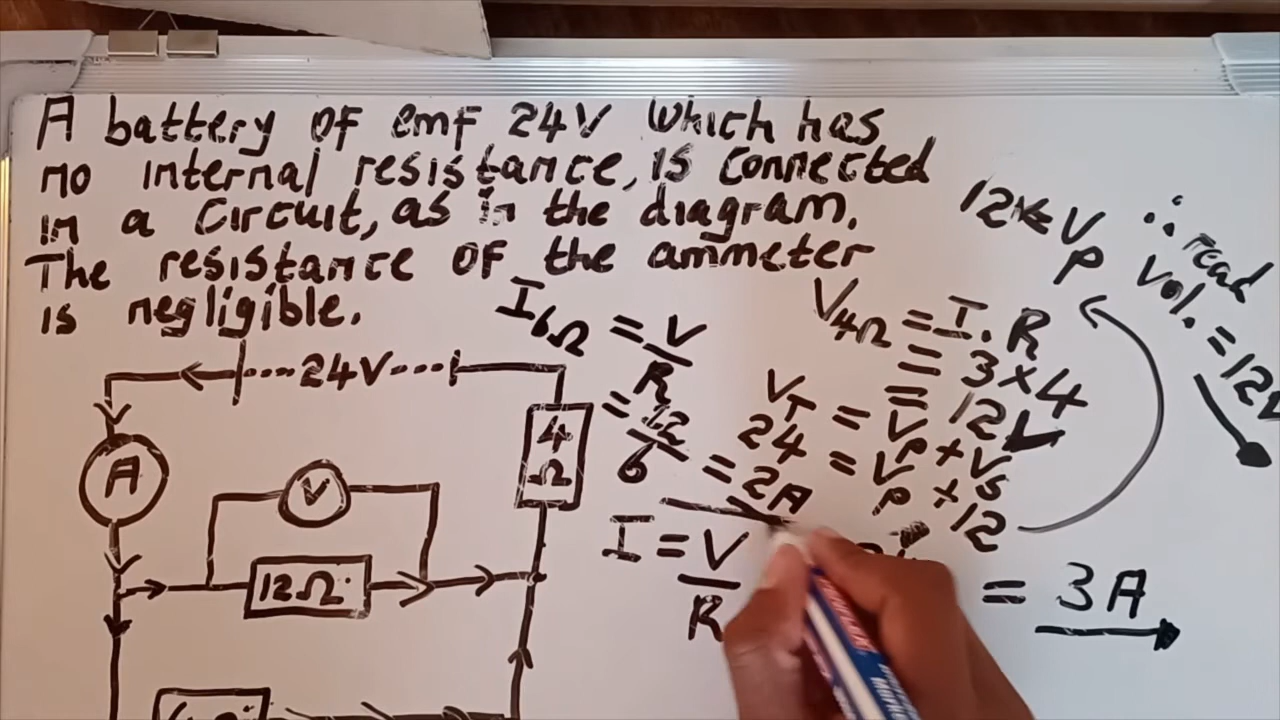 A battery of emf 24V which has
no internal resistance, is connected
in a circuit, as in the diagram.
The resistance of the ammeter
is negligible.
24V
A
V
12Ω
4
Ω
I6Ω = V
R
= 12
6
= 2A
I = V
R
= 3A
V4Ω = I. R
= 3×4
= 12V
VT = VP + VS
24 = VP + 12
12 = VP
∴ read
Vol. = 12V